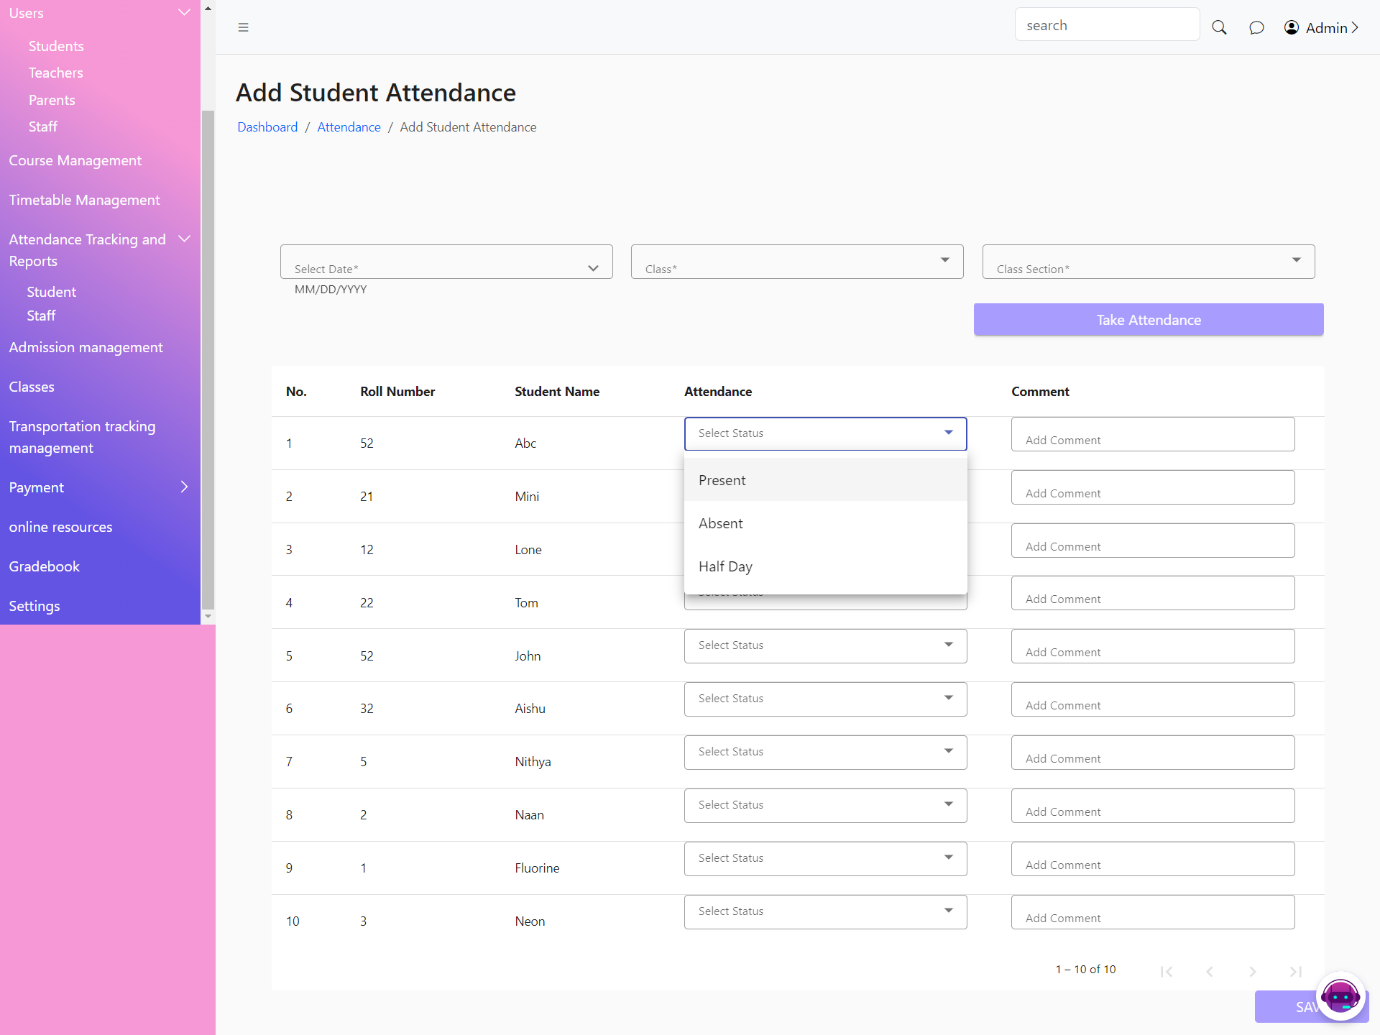 Users
Students
Teachers
Parents
Staff
Course Management
Timetable Management
Attendance Tracking and
Reports
Student
Staff
Admission management
Classes
Transportation tracking
management
Payment
online resources
Gradebook
Settings
search
Admin
Add Student Attendance
Dashboard / Attendance / Add Student Attendance
Select Date* Class* Class Section*
MM/DD/YYYY
Take Attendance
No. Roll Number Student Name Attendance Comment
1 52 Abc Select Status Add Comment
Present
Absent
Half Day
2 21 Mini Add Comment
3 12 Lone Add Comment
4 22 Tom Select Status Add Comment
5 52 John Select Status Add Comment
6 32 Aishu Select Status Add Comment
7 5 Nithya Select Status Add Comment
8 2 Naan Select Status Add Comment
9 1 Fluorine Select Status Add Comment
10 3 Neon Select Status Add Comment
1 – 10 of 10